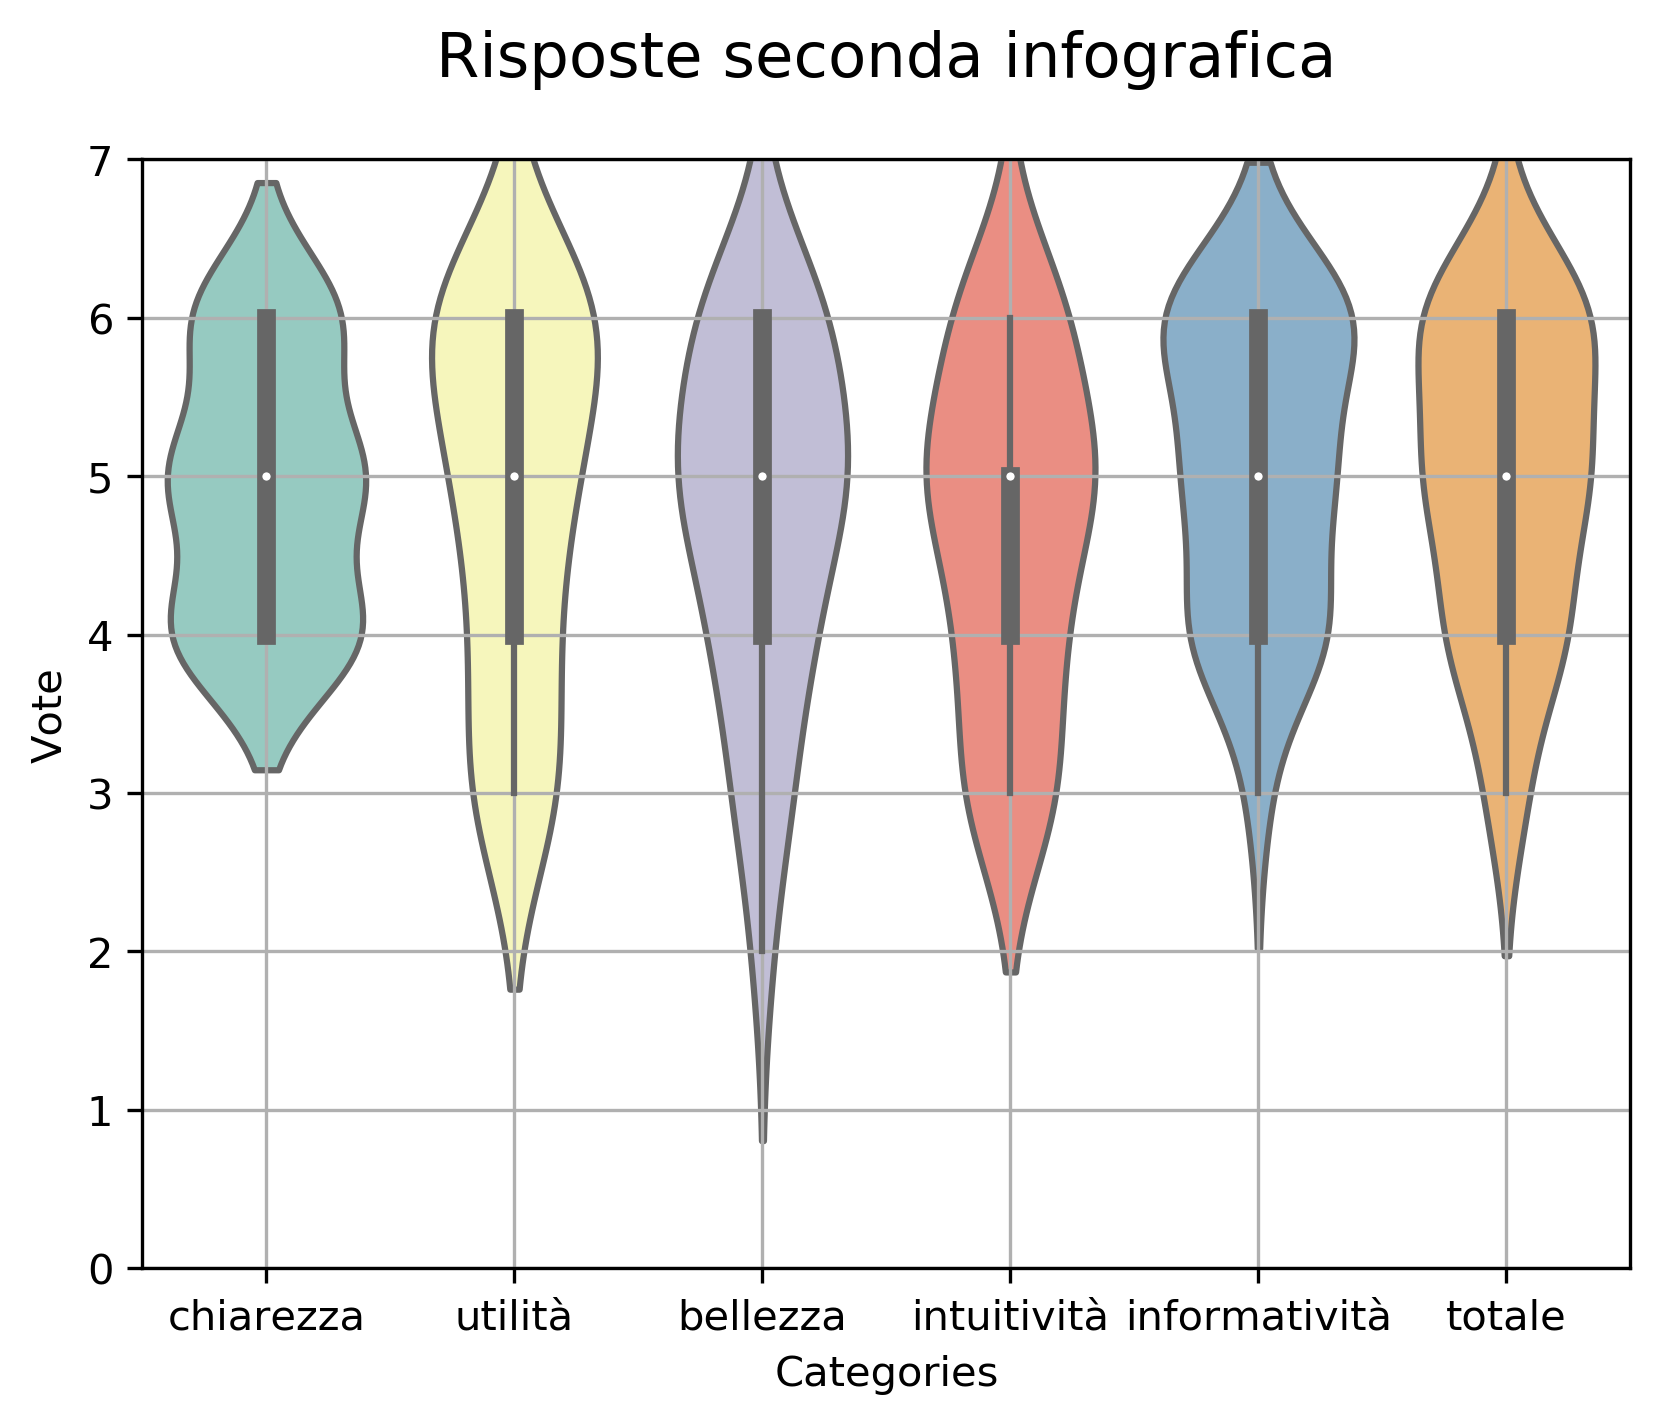 Risposte seconda infografica
7
6
5
4
3
2
1
0
Vote
chiarezza utilità bellezza intuitività informatività totale
Categories